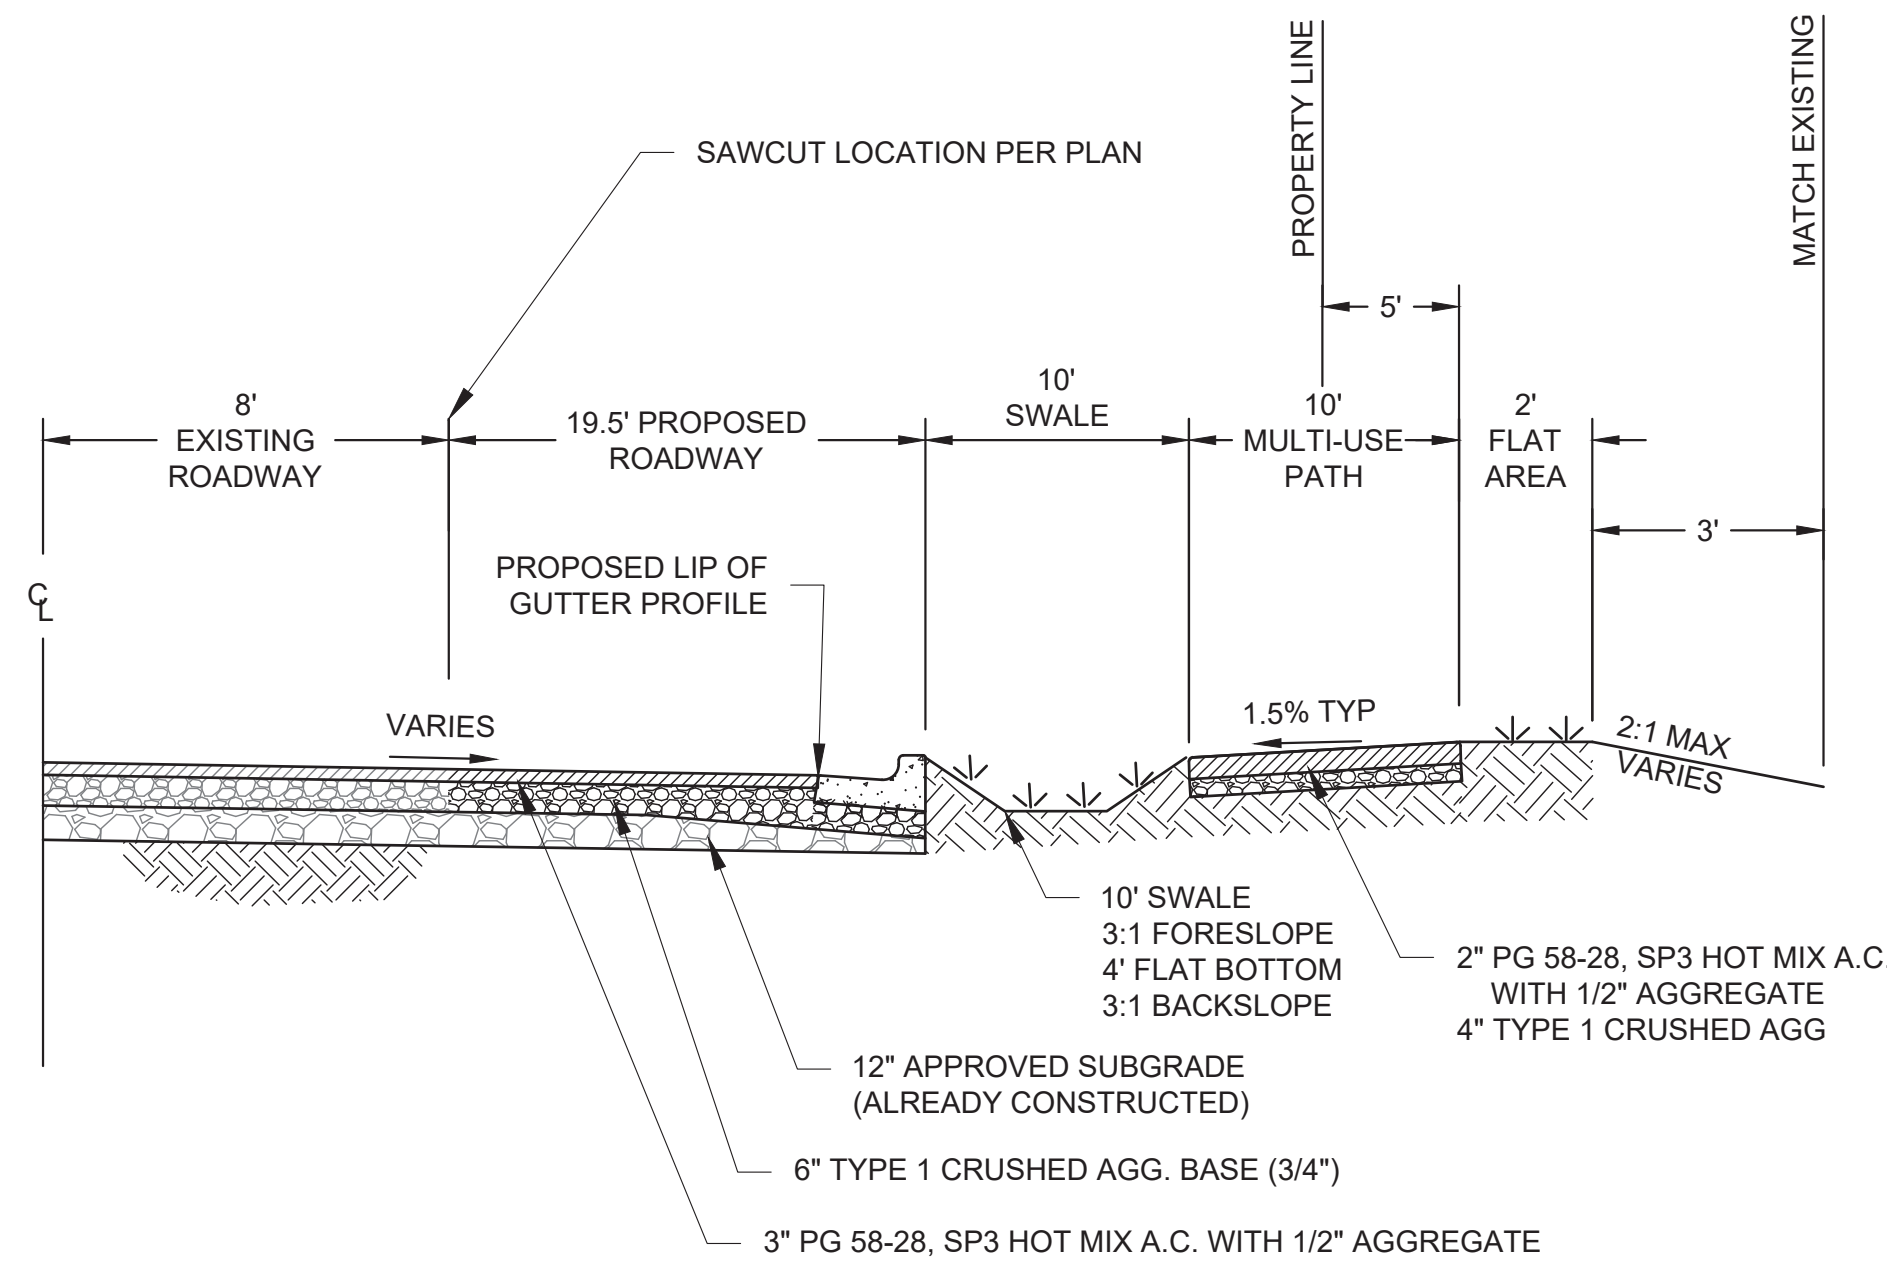 PROPERTY LINE
MATCH EXISTING
SAWCUT LOCATION PER PLAN
5'
8'
EXISTING
ROADWAY
19.5' PROPOSED
ROADWAY
10'
SWALE
10'
MULTI-USE
PATH
2'
FLAT
AREA
3'
PROPOSED LIP OF
GUTTER PROFILE
CL
VARIES
1.5% TYP
2:1 MAX
VARIES
10' SWALE
3:1 FORESLOPE
4' FLAT BOTTOM
3:1 BACKSLOPE
2" PG 58-28, SP3 HOT MIX A.C.
WITH 1/2" AGGREGATE
4" TYPE 1 CRUSHED AGG
12" APPROVED SUBGRADE
(ALREADY CONSTRUCTED)
6" TYPE 1 CRUSHED AGG. BASE (3/4")
3" PG 58-28, SP3 HOT MIX A.C. WITH 1/2" AGGREGATE